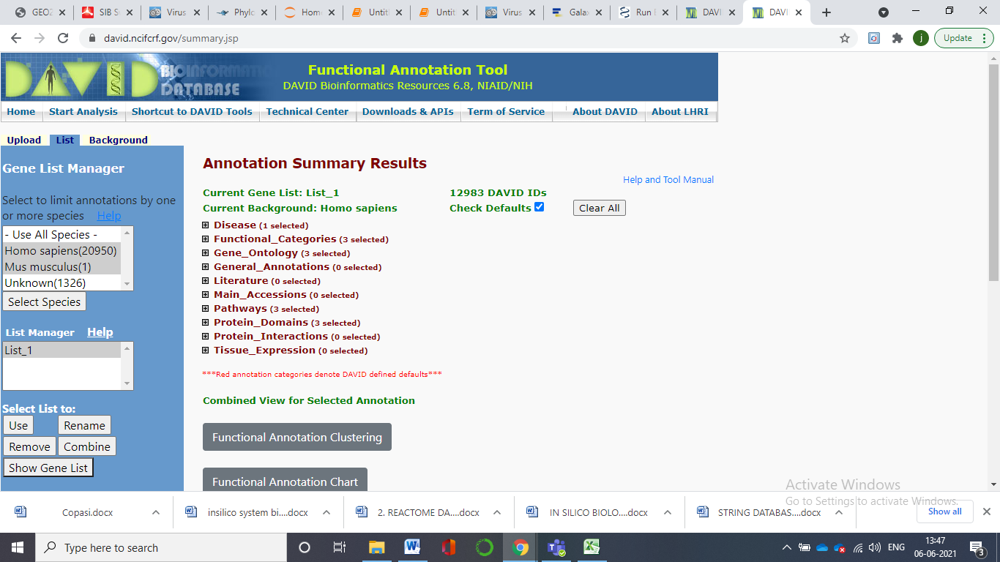 GEO2
SIB S
Virus
Phylo
Hom
Untitl
Untit
Virus
Gala
Run
DAVI
DAVI
david.ncifcrf.gov/summary.jsp
j
Update
DAVID BIOINFORMATI
DATABASE
Functional Annotation Tool
DAVID Bioinformatics Resources 6.8, NIAID/NIH
Home Start Analysis Shortcut to DAVID Tools Technical Center Downloads & APIs Term of Service About DAVID About LHRI
Upload List Background
Gene List Manager
Select to limit annotations by one
or more species Help
- Use All Species -
Homo sapiens(20950)
Mus musculus(1)
Unknown(1326)
Select Species
List Manager Help
List_1
Select List to:
Use Rename
Remove Combine
Show Gene List
Annotation Summary Results
Help and Tool Manual
Current Gene List: List_1 12983 DAVID IDs
Current Background: Homo sapiens Check Defaults Clear All
Disease (1 selected)
Functional_Categories (3 selected)
Gene_Ontology (3 selected)
General_Annotations (0 selected)
Literature (0 selected)
Main_Accessions (0 selected)
Pathways (3 selected)
Protein_Domains (3 selected)
Protein_Interactions (0 selected)
Tissue_Expression (0 selected)
***Red annotation categories denote DAVID defined defaults***
Combined View for Selected Annotation
Functional Annotation Clustering
Functional Annotation Chart
Activate Windows
Go to Settings to activate Windows.
Copasi.docx
insilico system bi....docx
2. REACTOME DA....docx
IN SILICO BIOLO....docx
STRING DATABAS....docx
Show all
Type here to search
ENG
13:47
06-06-2021
3